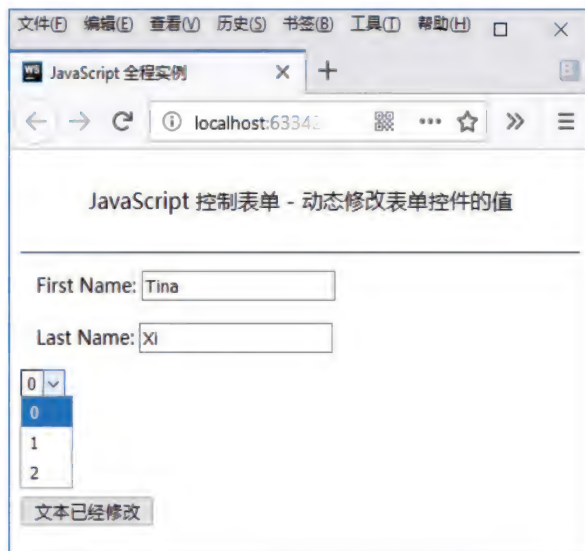 文件(F) 编辑(E) 查看(V) 历史(S) 书签(B) 工具(T) 帮助(H)
WS JavaScript 全程实例
localhost:63342
JavaScript 控制表单 - 动态修改表单控件的值
First Name: Tina
Last Name: Xi
0
0
1
2
文本已经修改